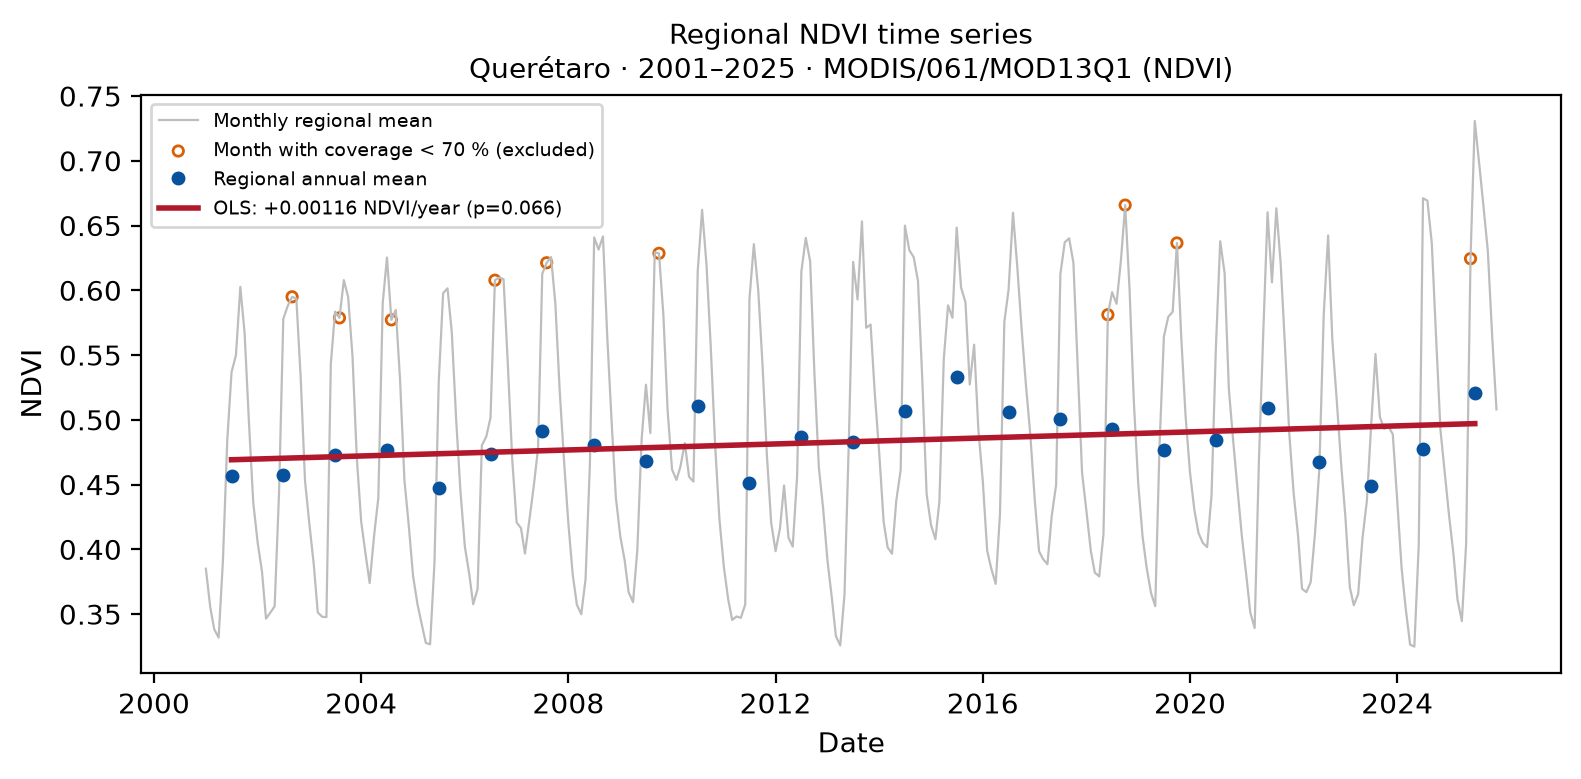 Regional NDVI time series
Querétaro · 2001–2025 · MODIS/061/MOD13Q1 (NDVI)
Monthly regional mean
Month with coverage < 70 % (excluded)
Regional annual mean
OLS: +0.00116 NDVI/year (p=0.066)
0.75
0.70
0.65
0.60
0.55
0.50
0.45
0.40
0.35
NDVI
2000
2004
2008
2012
2016
2020
2024
Date